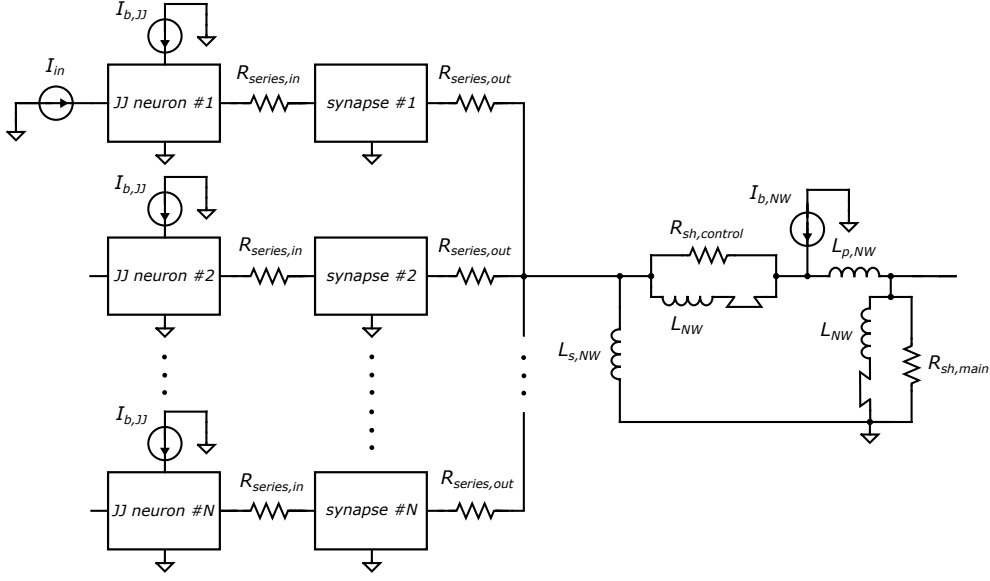 I_b,JJ
I_in
R_series,in
R_series,out
JJ neuron #1
synapse #1
I_b,JJ
R_series,in
R_series,out
JJ neuron #2
synapse #2
I_b,NW
R_sh,control
L_p,NW
L_NW
L_NW
L_s,NW
R_sh,main
I_b,JJ
R_series,in
R_series,out
JJ neuron #N
synapse #N